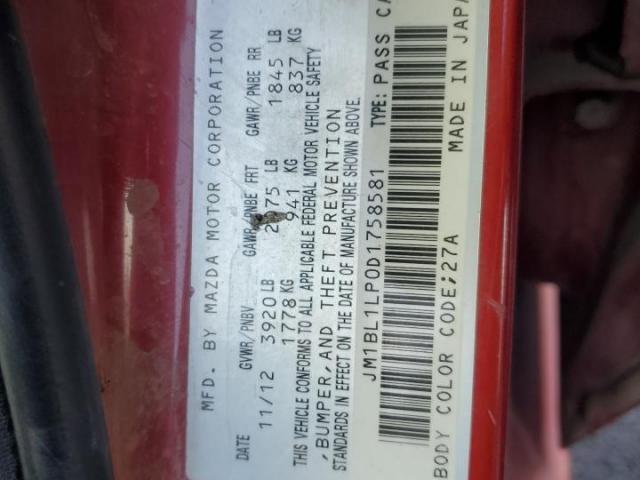 MFD. BY MAZDA MOTOR CORPORATION
DATE GVWR/PNBV GAWR/PNBE FRT GAWR/PNBE RR
11/12 3920 LB 2075 LB 1845 LB
1778 KG 941 KG 837 KG
THIS VEHICLE CONFORMS TO ALL APPLICABLE FEDERAL MOTOR VEHICLE SAFETY
,BUMPER,AND THEFT PREVENTION
STANDARDS IN EFFECT ON THE DATE OF MANUFACTURE SHOWN ABOVE.
JM1BL1LP0D1758581 TYPE: PASS CA
BODY COLOR CODE;27A MADE IN JAPA